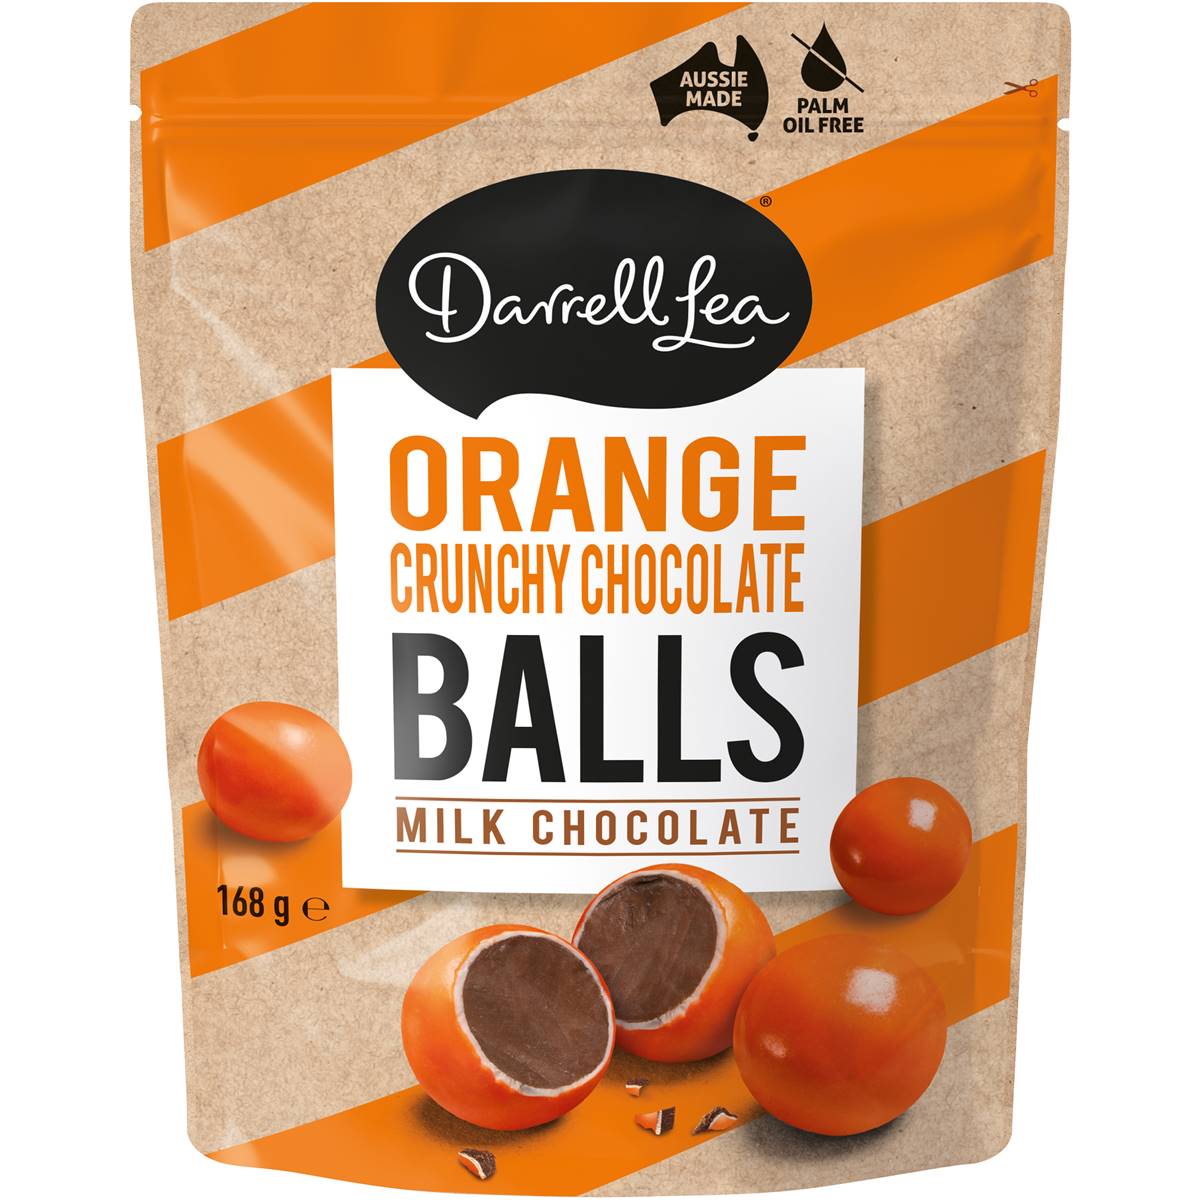 AUSSIE
MADE
PALM
OIL FREE
Darrell Lea®
ORANGE
CRUNCHY CHOCOLATE
BALLS
MILK CHOCOLATE
168 g ℮